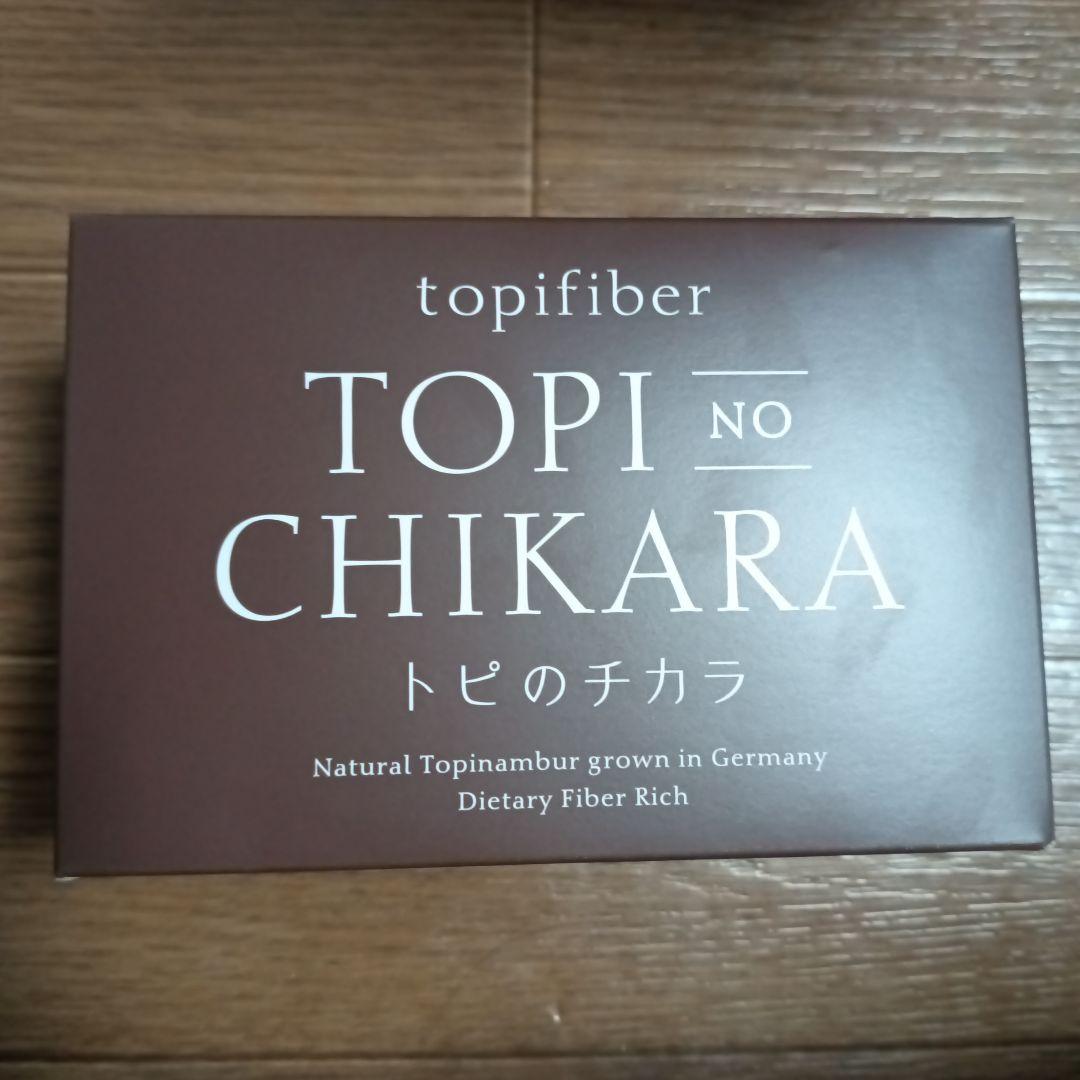 topifiber
TOPI NO
CHIKARA
トピのチカラ
Natural Topinambur grown in Germany
Dietary Fiber Rich